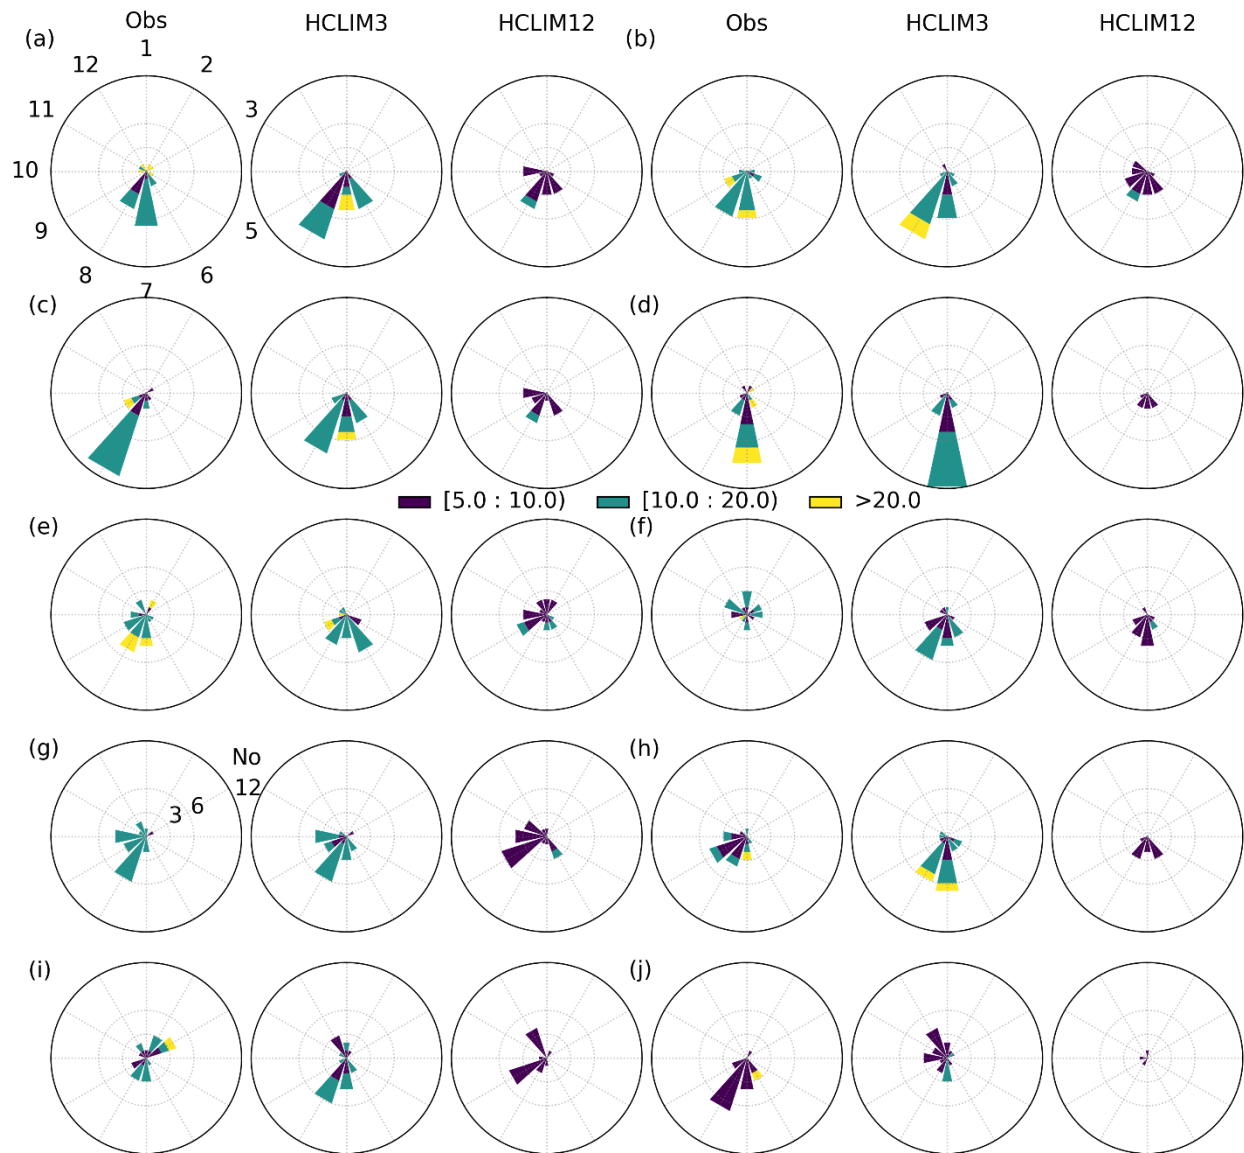 Obs HCLIM3 HCLIM12 Obs HCLIM3 HCLIM12
(a) (b)
1
12 2
11 3
10
9 5
8 6
7
(c) (d)
[5.0 : 10.0) [10.0 : 20.0) >20.0
(e) (f)
(g) (h)
No
12
3 6
(i) (j)